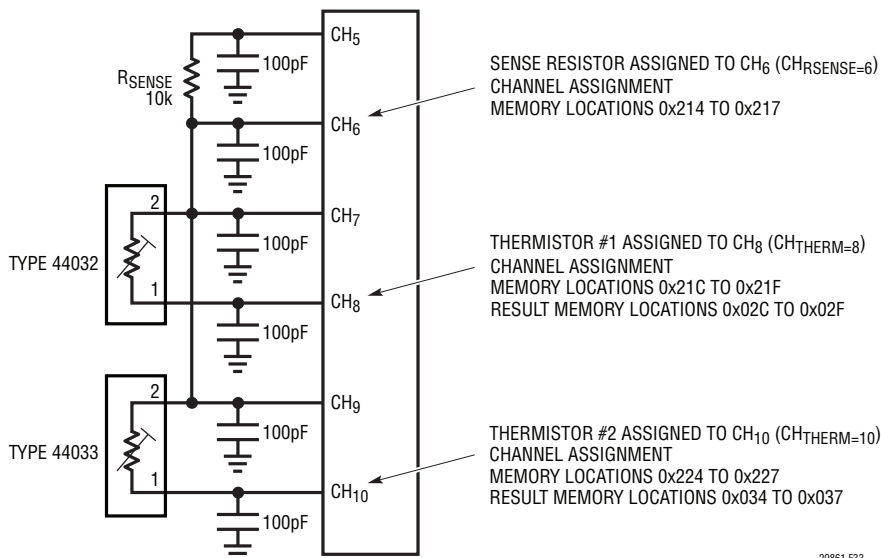 CH5
100pF
RSENSE
10k
CH6
100pF
SENSE RESISTOR ASSIGNED TO CH6 (CHRSENSE=6)
CHANNEL ASSIGNMENT
MEMORY LOCATIONS 0x214 TO 0x217
2
CH7
100pF
TYPE 44032
1
CH8
100pF
THERMISTOR #1 ASSIGNED TO CH8 (CHTHERM=8)
CHANNEL ASSIGNMENT
MEMORY LOCATIONS 0x21C TO 0x21F
RESULT MEMORY LOCATIONS 0x02C TO 0x02F
2
CH9
100pF
TYPE 44033
1
CH10
100pF
THERMISTOR #2 ASSIGNED TO CH10 (CHTHERM=10)
CHANNEL ASSIGNMENT
MEMORY LOCATIONS 0x224 TO 0x227
RESULT MEMORY LOCATIONS 0x034 TO 0x037